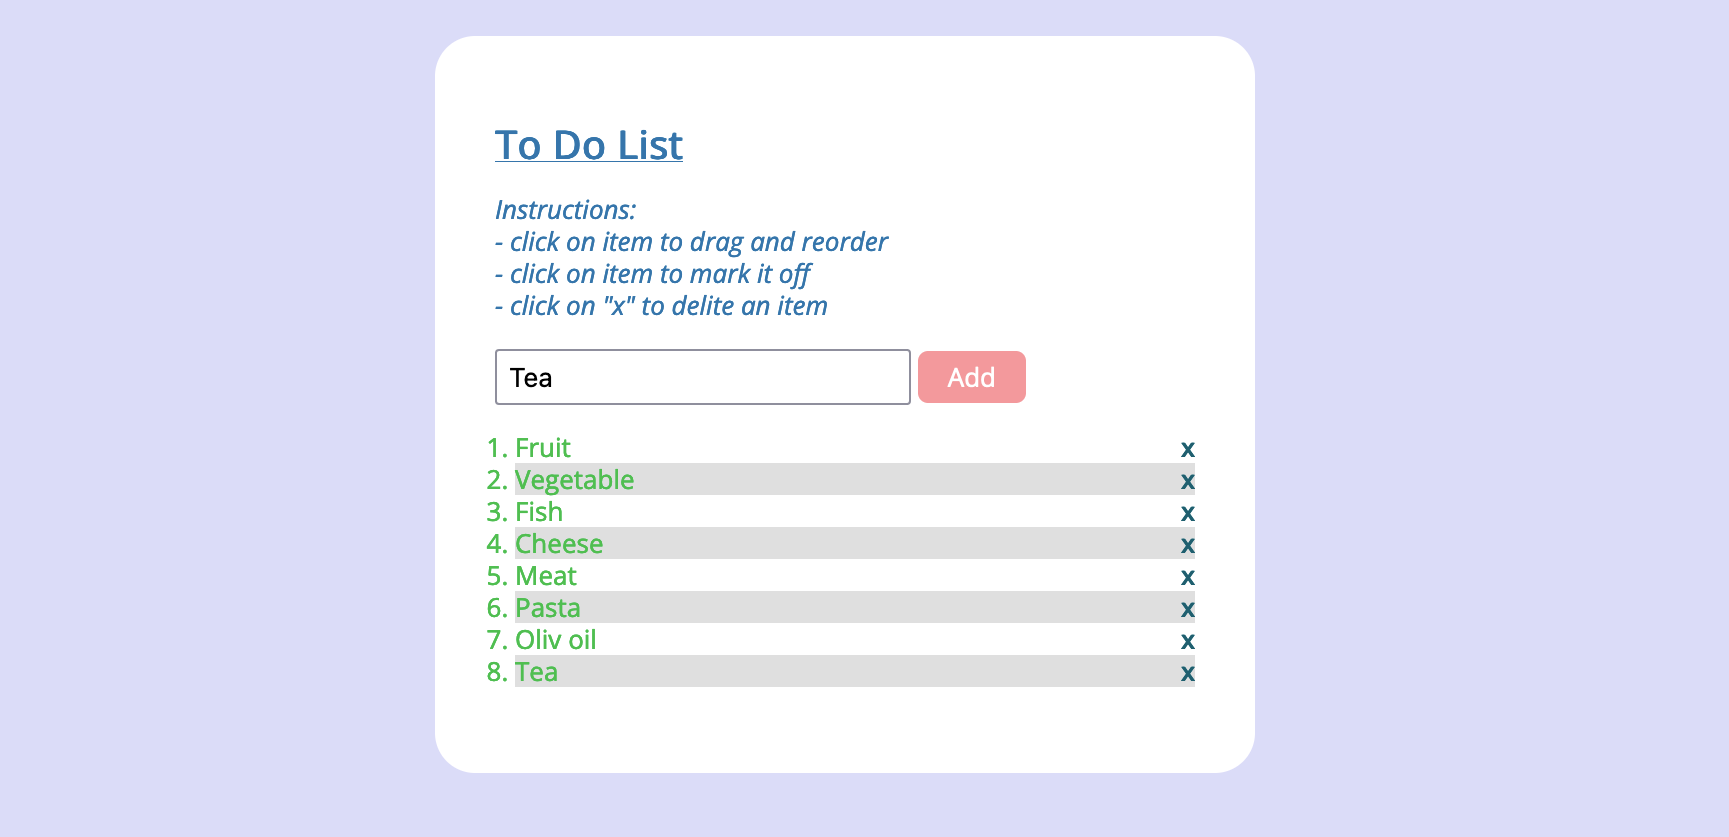 To Do List
Instructions:
- click on item to drag and reorder
- click on item to mark it off
- click on "x" to delite an item
Tea Add
1. Fruit x
2. Vegetable x
3. Fish x
4. Cheese x
5. Meat x
6. Pasta x
7. Oliv oil x
8. Tea x